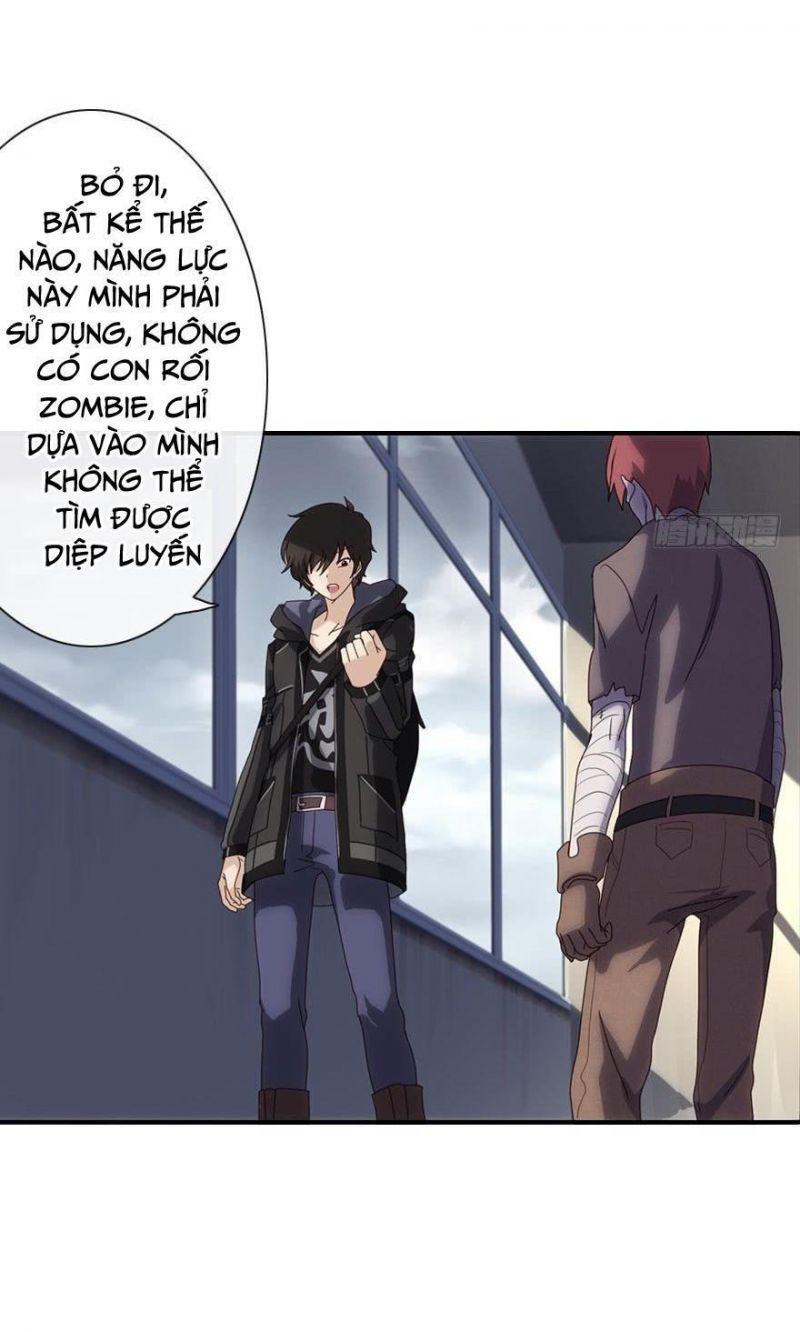 BỎ ĐI,
BẤT KỂ THẾ
NÀO, NĂNG LỰC
NÀY MÌNH PHẢI
SỬ DỤNG, KHÔNG
CÓ CON RỐI
ZOMBIE, CHỈ
DỰA VÀO MÌNH
KHÔNG THỂ
TÌM ĐƯỢC
DIỆP LUYẾN